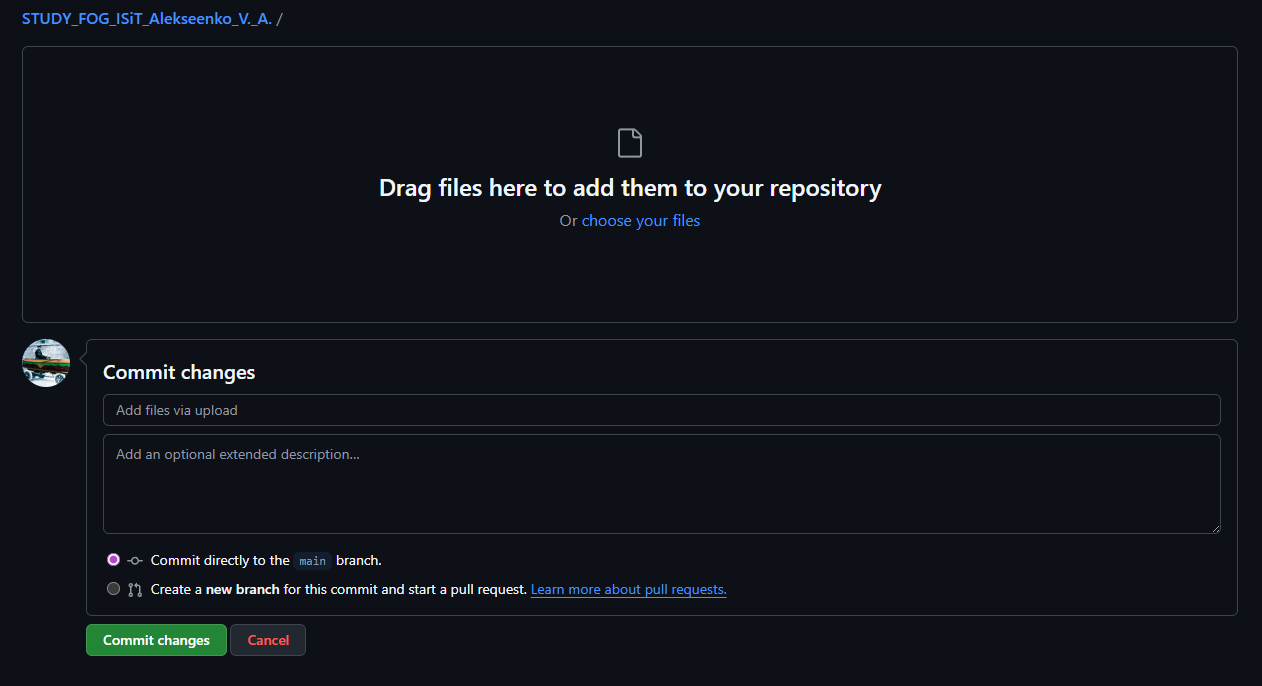 STUDY_FOG_ISiT_Alekseenko_V._A. /
Drag files here to add them to your repository
Or choose your files
Commit changes
Add files via upload
Add an optional extended description...
Commit directly to the main branch.
Create a new branch for this commit and start a pull request. Learn more about pull requests.
Commit changes Cancel